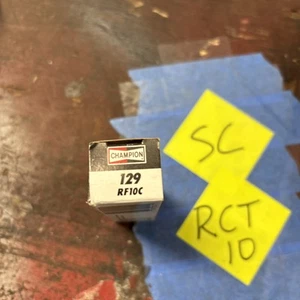 CHAMPION
129
RF10C
SC
RCT
10